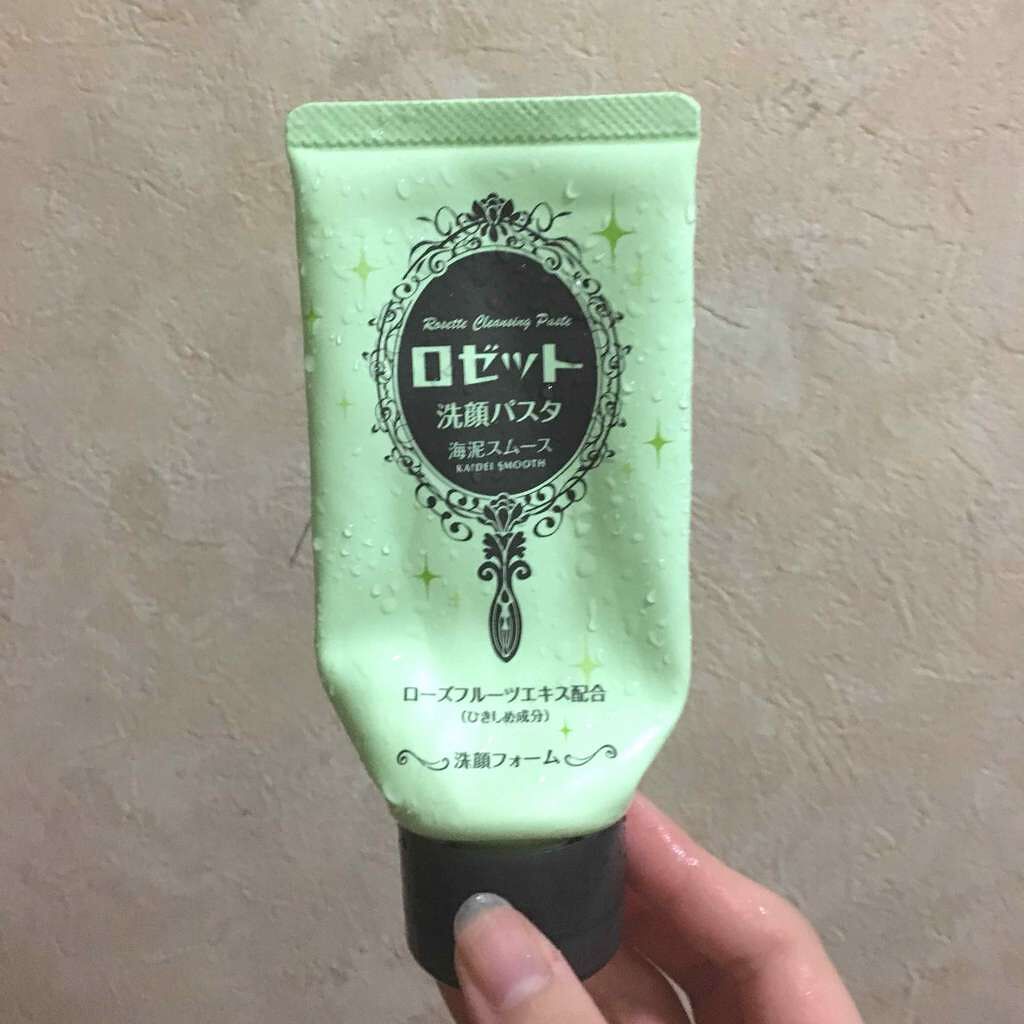 Rosette Cleansing Paste
ロゼット
洗顔パスタ
海泥スムース
KAIDEI SMOOTH
ローズフルーツエキス配合
(ひきしめ成分)
洗顔フォーム